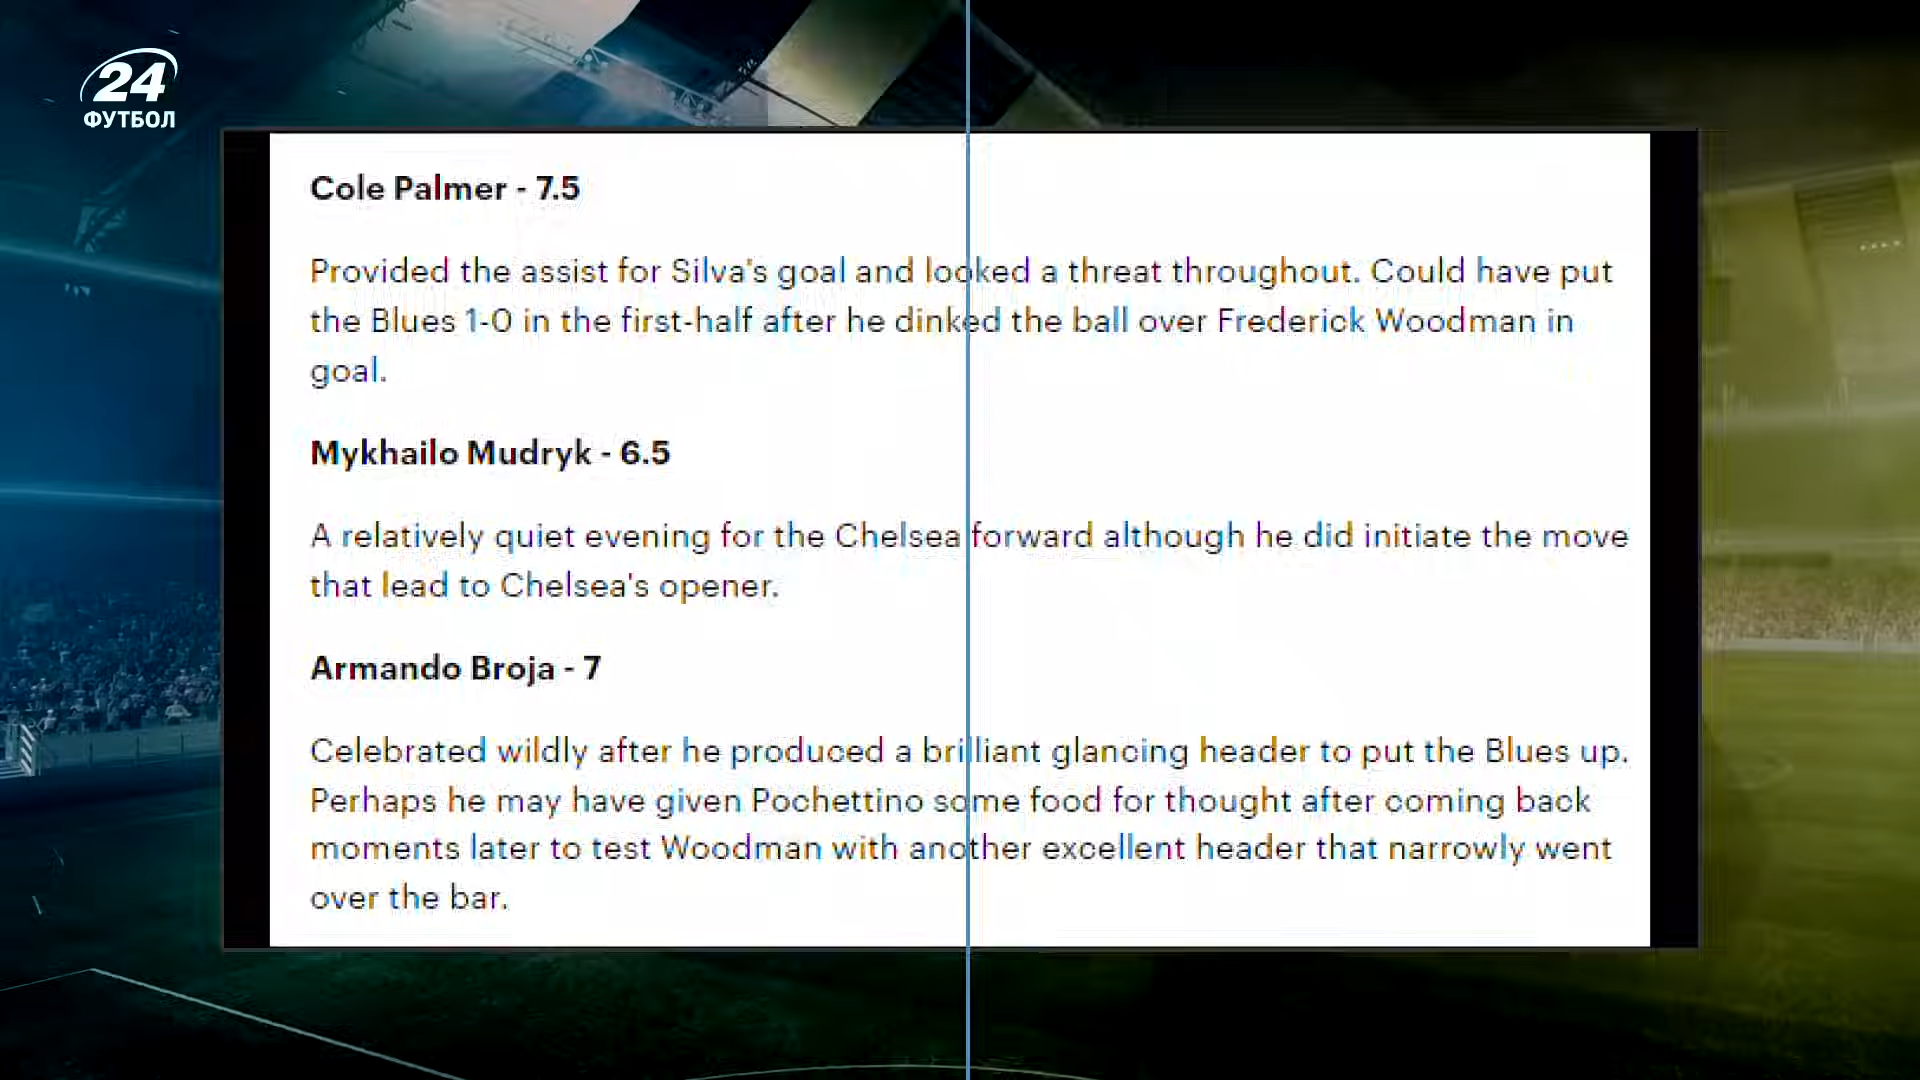 24
ФУТБОЛ
Cole Palmer - 7.5
Provided the assist for Silva's goal and looked a threat throughout. Could have put
the Blues 1-0 in the first-half after he dinked the ball over Frederick Woodman in
goal.
Mykhailo Mudryk - 6.5
A relatively quiet evening for the Chelsea forward although he did initiate the move
that lead to Chelsea's opener.
Armando Broja - 7
Celebrated wildly after he produced a brilliant glancing header to put the Blues up.
Perhaps he may have given Pochettino some food for thought after coming back
moments later to test Woodman with another excellent header that narrowly went
over the bar.